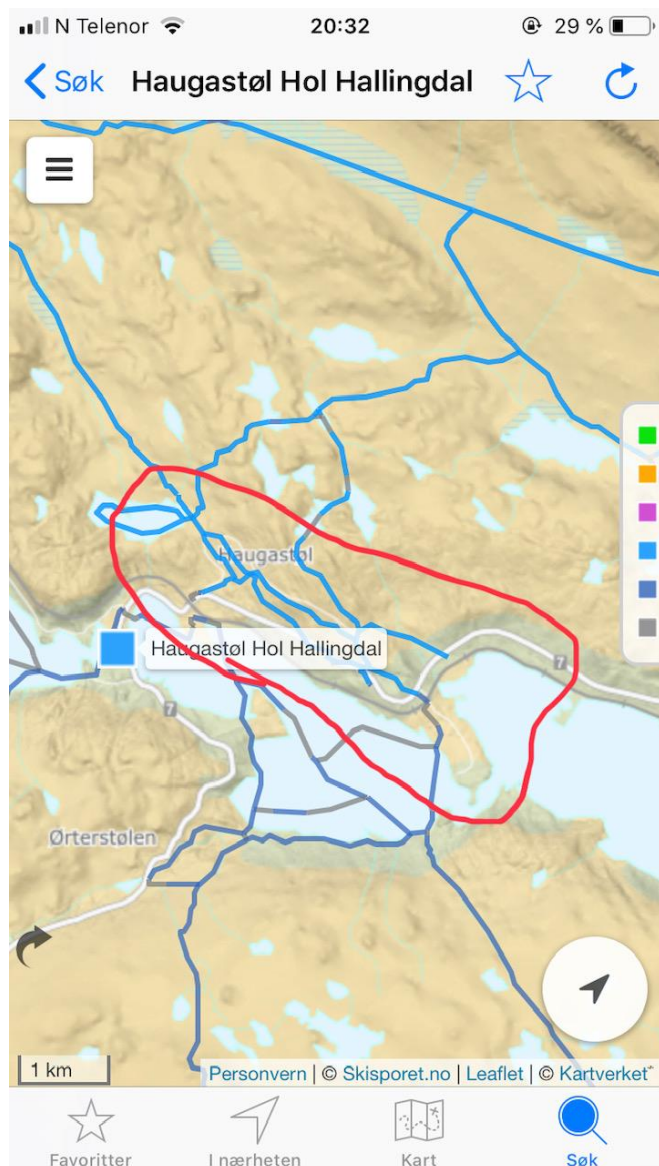 N Telenor 20:32 29 %
Søk Haugastøl Hol Hallingdal
Haugastøl
Haugastøl Hol Hallingdal
7
7
Ørterstølen
1 km
Personvern | © Skisporet.no | Leaflet | © Kartverket
Favoritter I nærheten Kart Søk